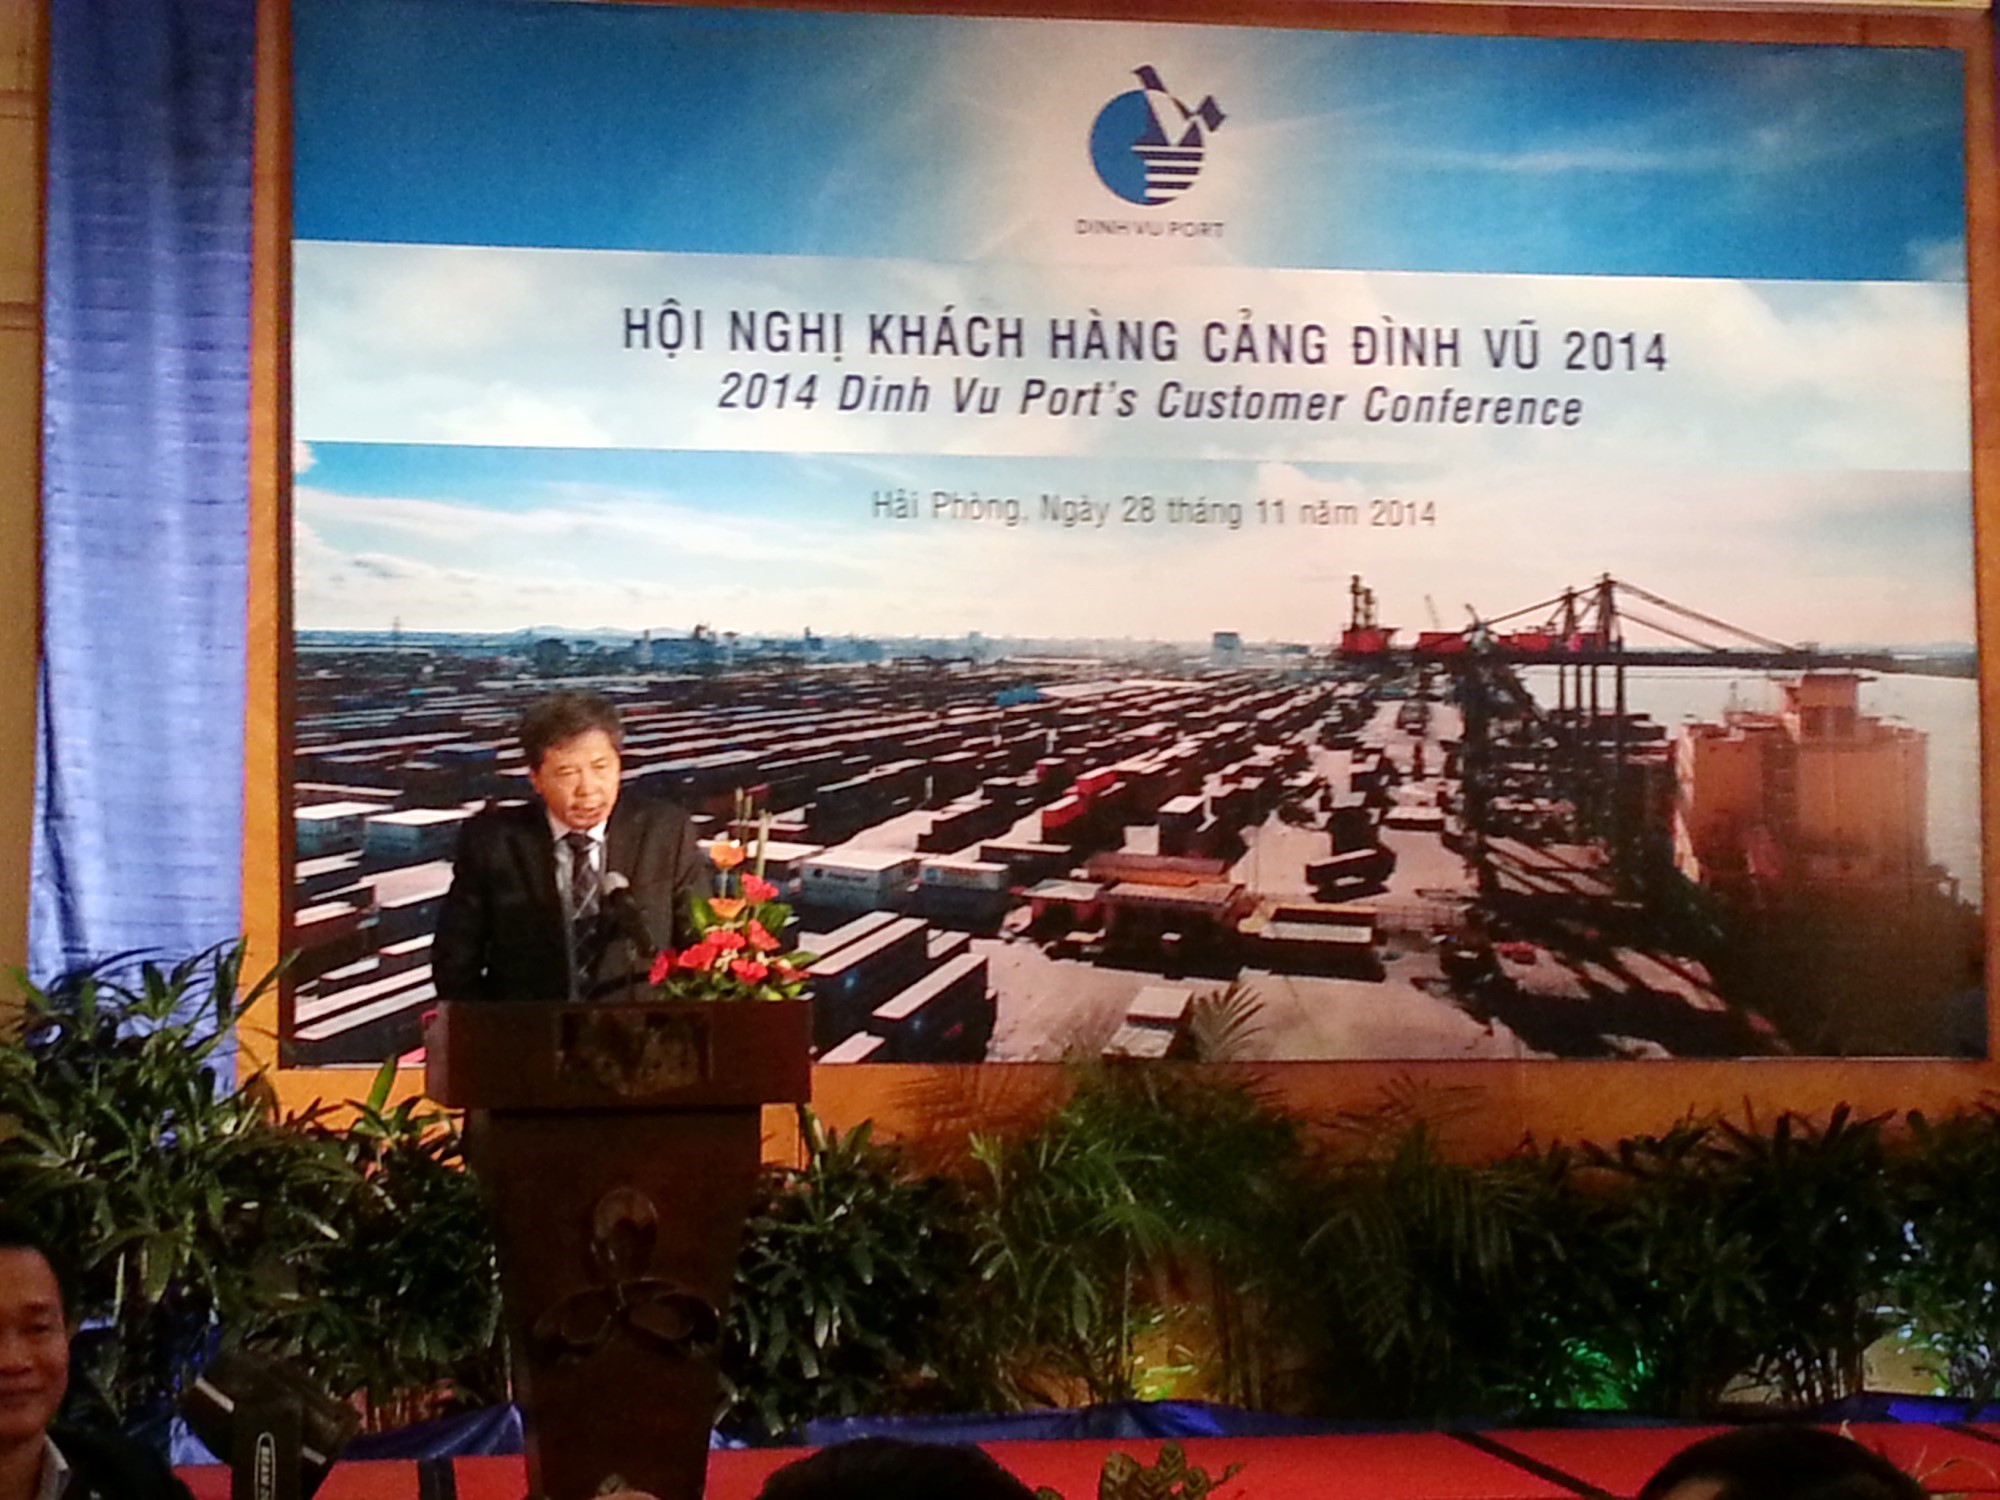 DINH VU PORT
HỘI NGHỊ KHÁCH HÀNG CẢNG ĐÌNH VŨ 2014
2014 Dinh Vu Port's Customer Conference
Hải Phòng, Ngày 28 tháng 11 năm 2014
BEAM